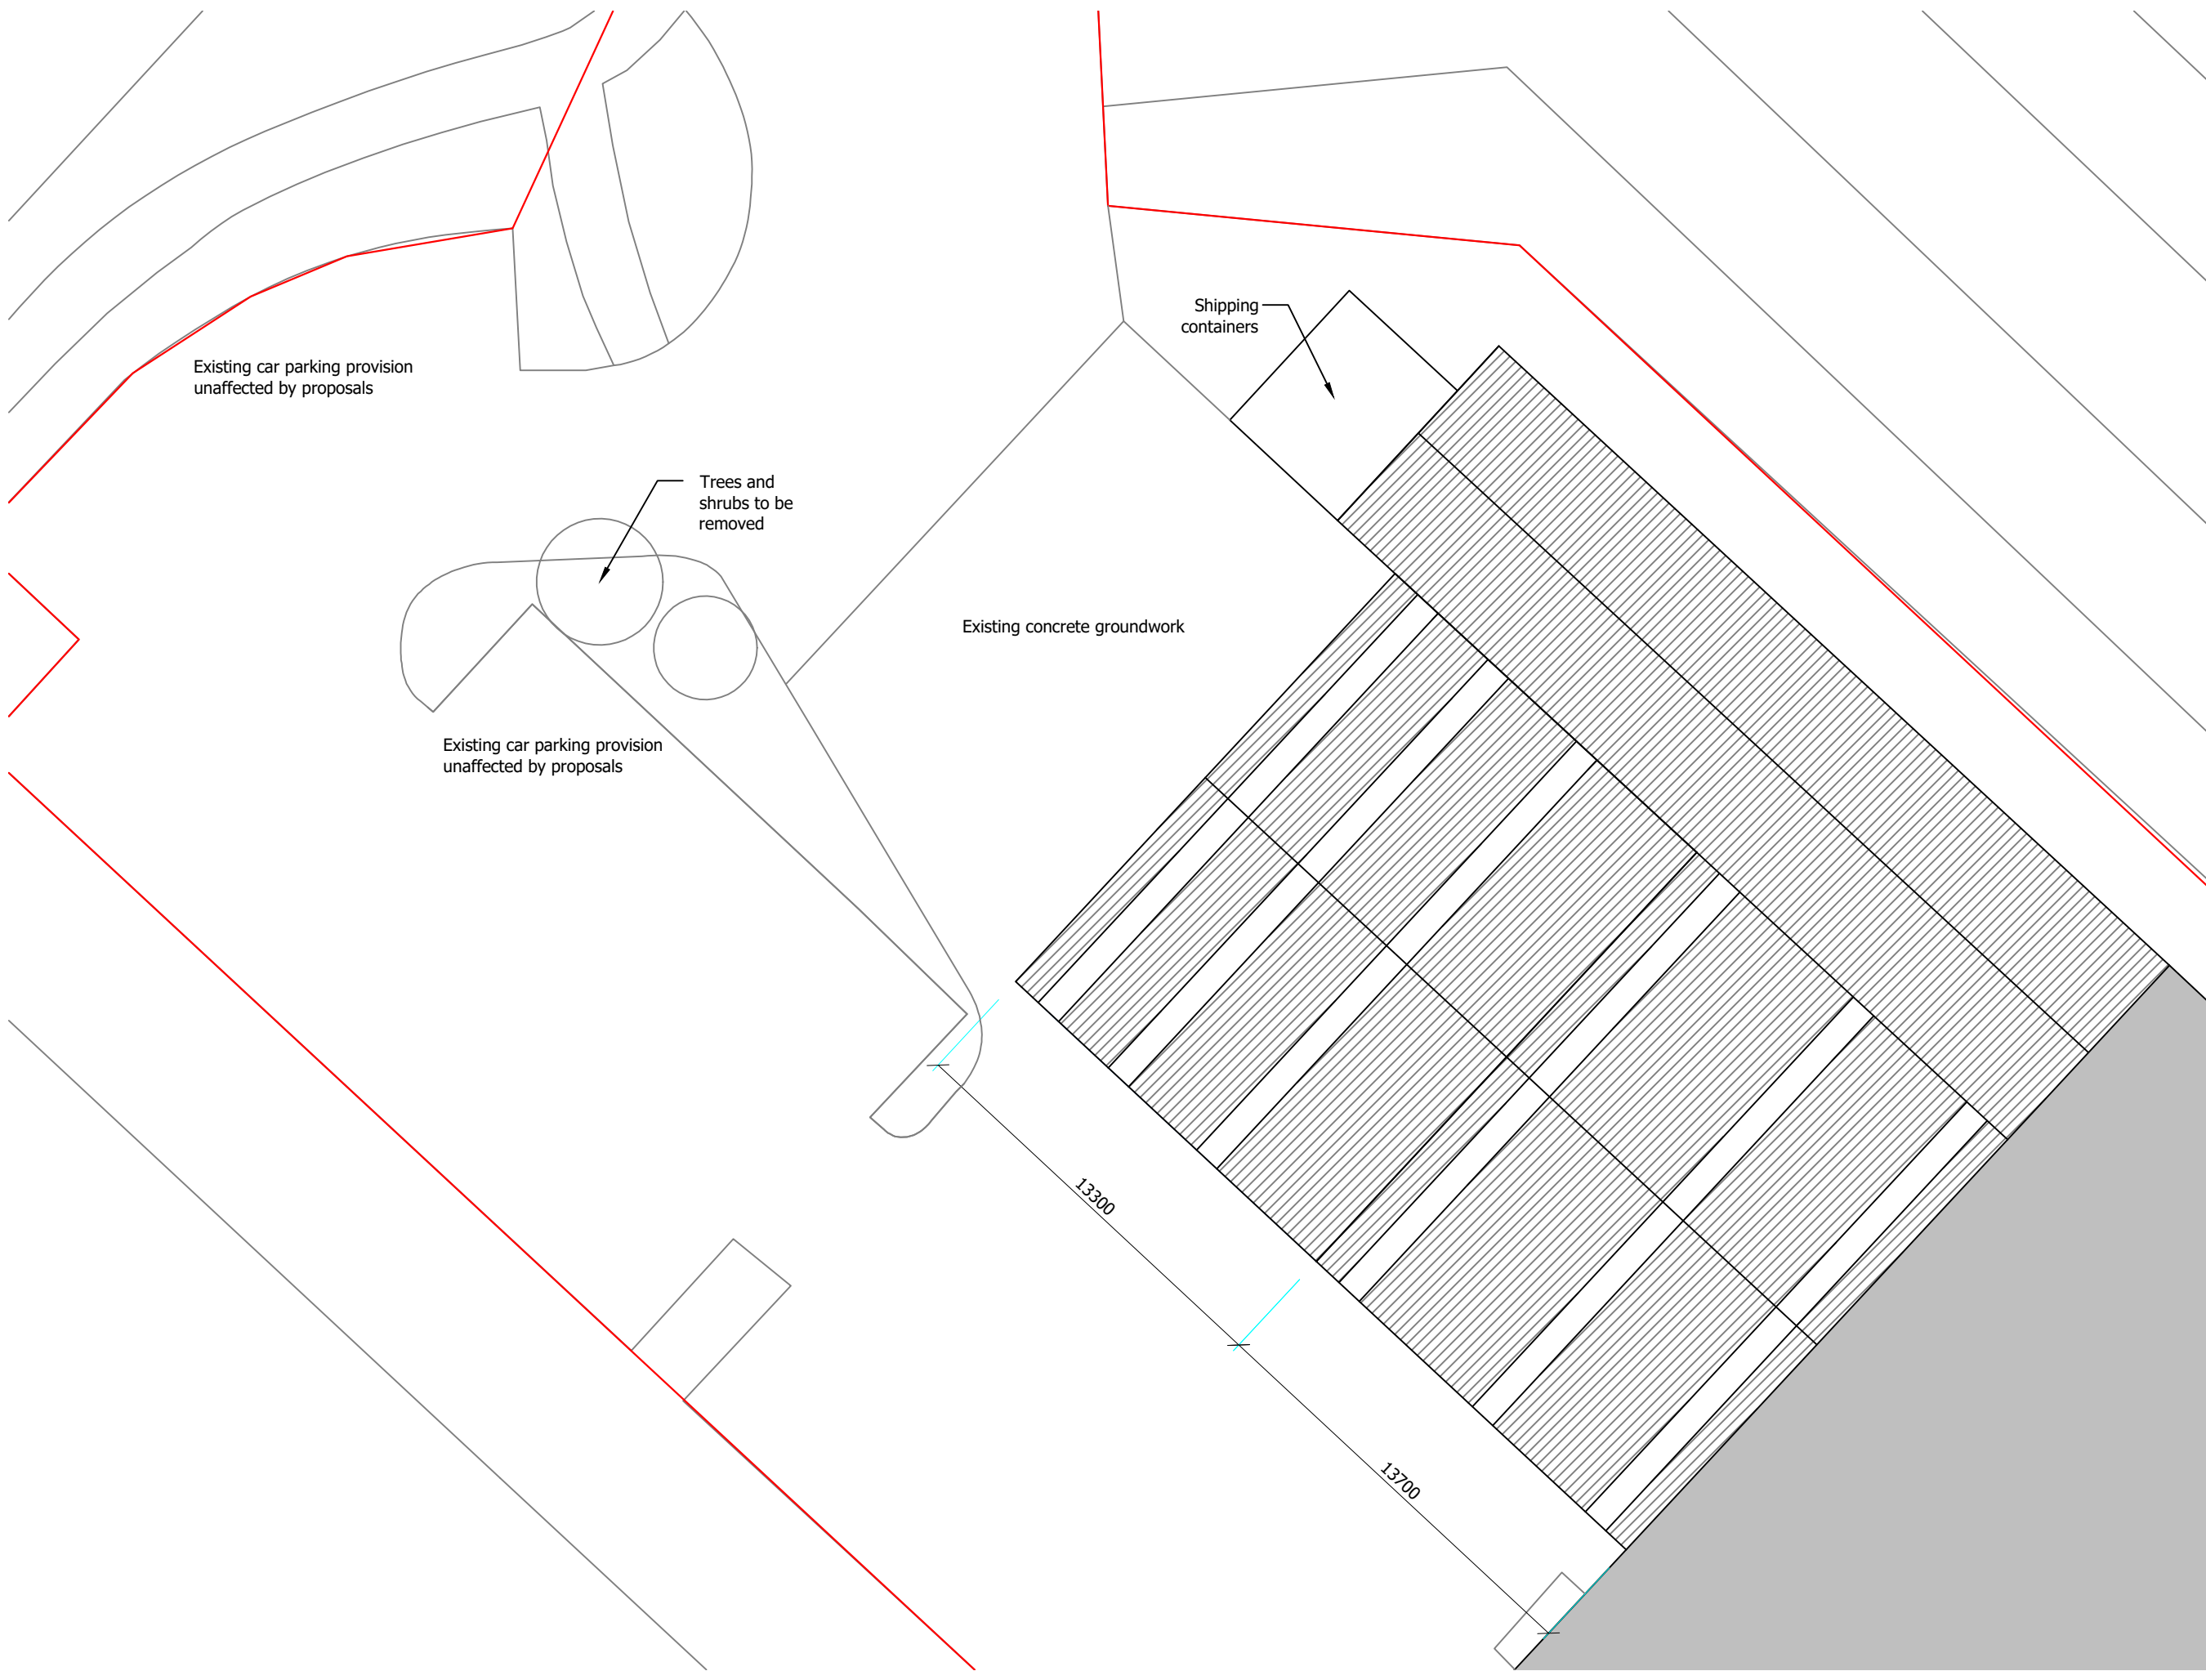 Shipping
containers
Existing car parking provision
unaffected by proposals
Trees and
shrubs to be
removed
Existing concrete groundwork
Existing car parking provision
unaffected by proposals
13300
13700